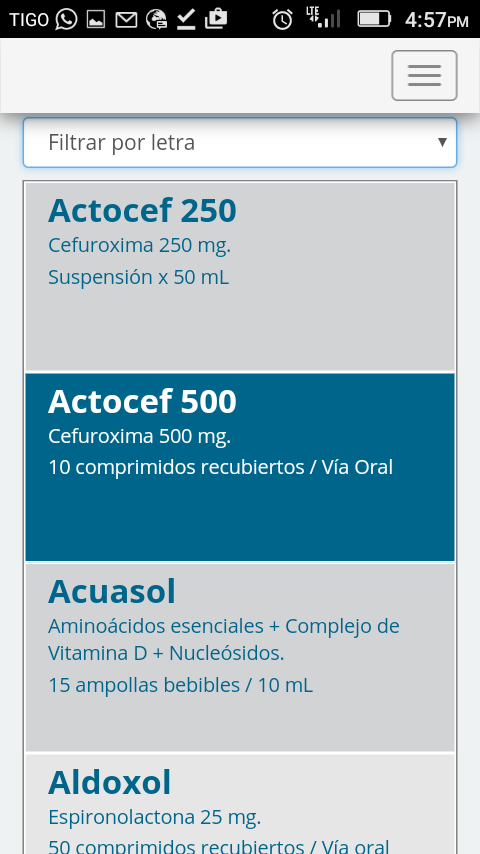 TIGO LTE 4:57PM
Filtrar por letra
Actocef 250
Cefuroxima 250 mg.
Suspensión x 50 mL
Actocef 500
Cefuroxima 500 mg.
10 comprimidos recubiertos / Vía Oral
Acuasol
Aminoácidos esenciales + Complejo de
Vitamina D + Nucleósidos.
15 ampollas bebibles / 10 mL
Aldoxol
Espironolactona 25 mg.
50 comprimidos recubiertos / Vía oral